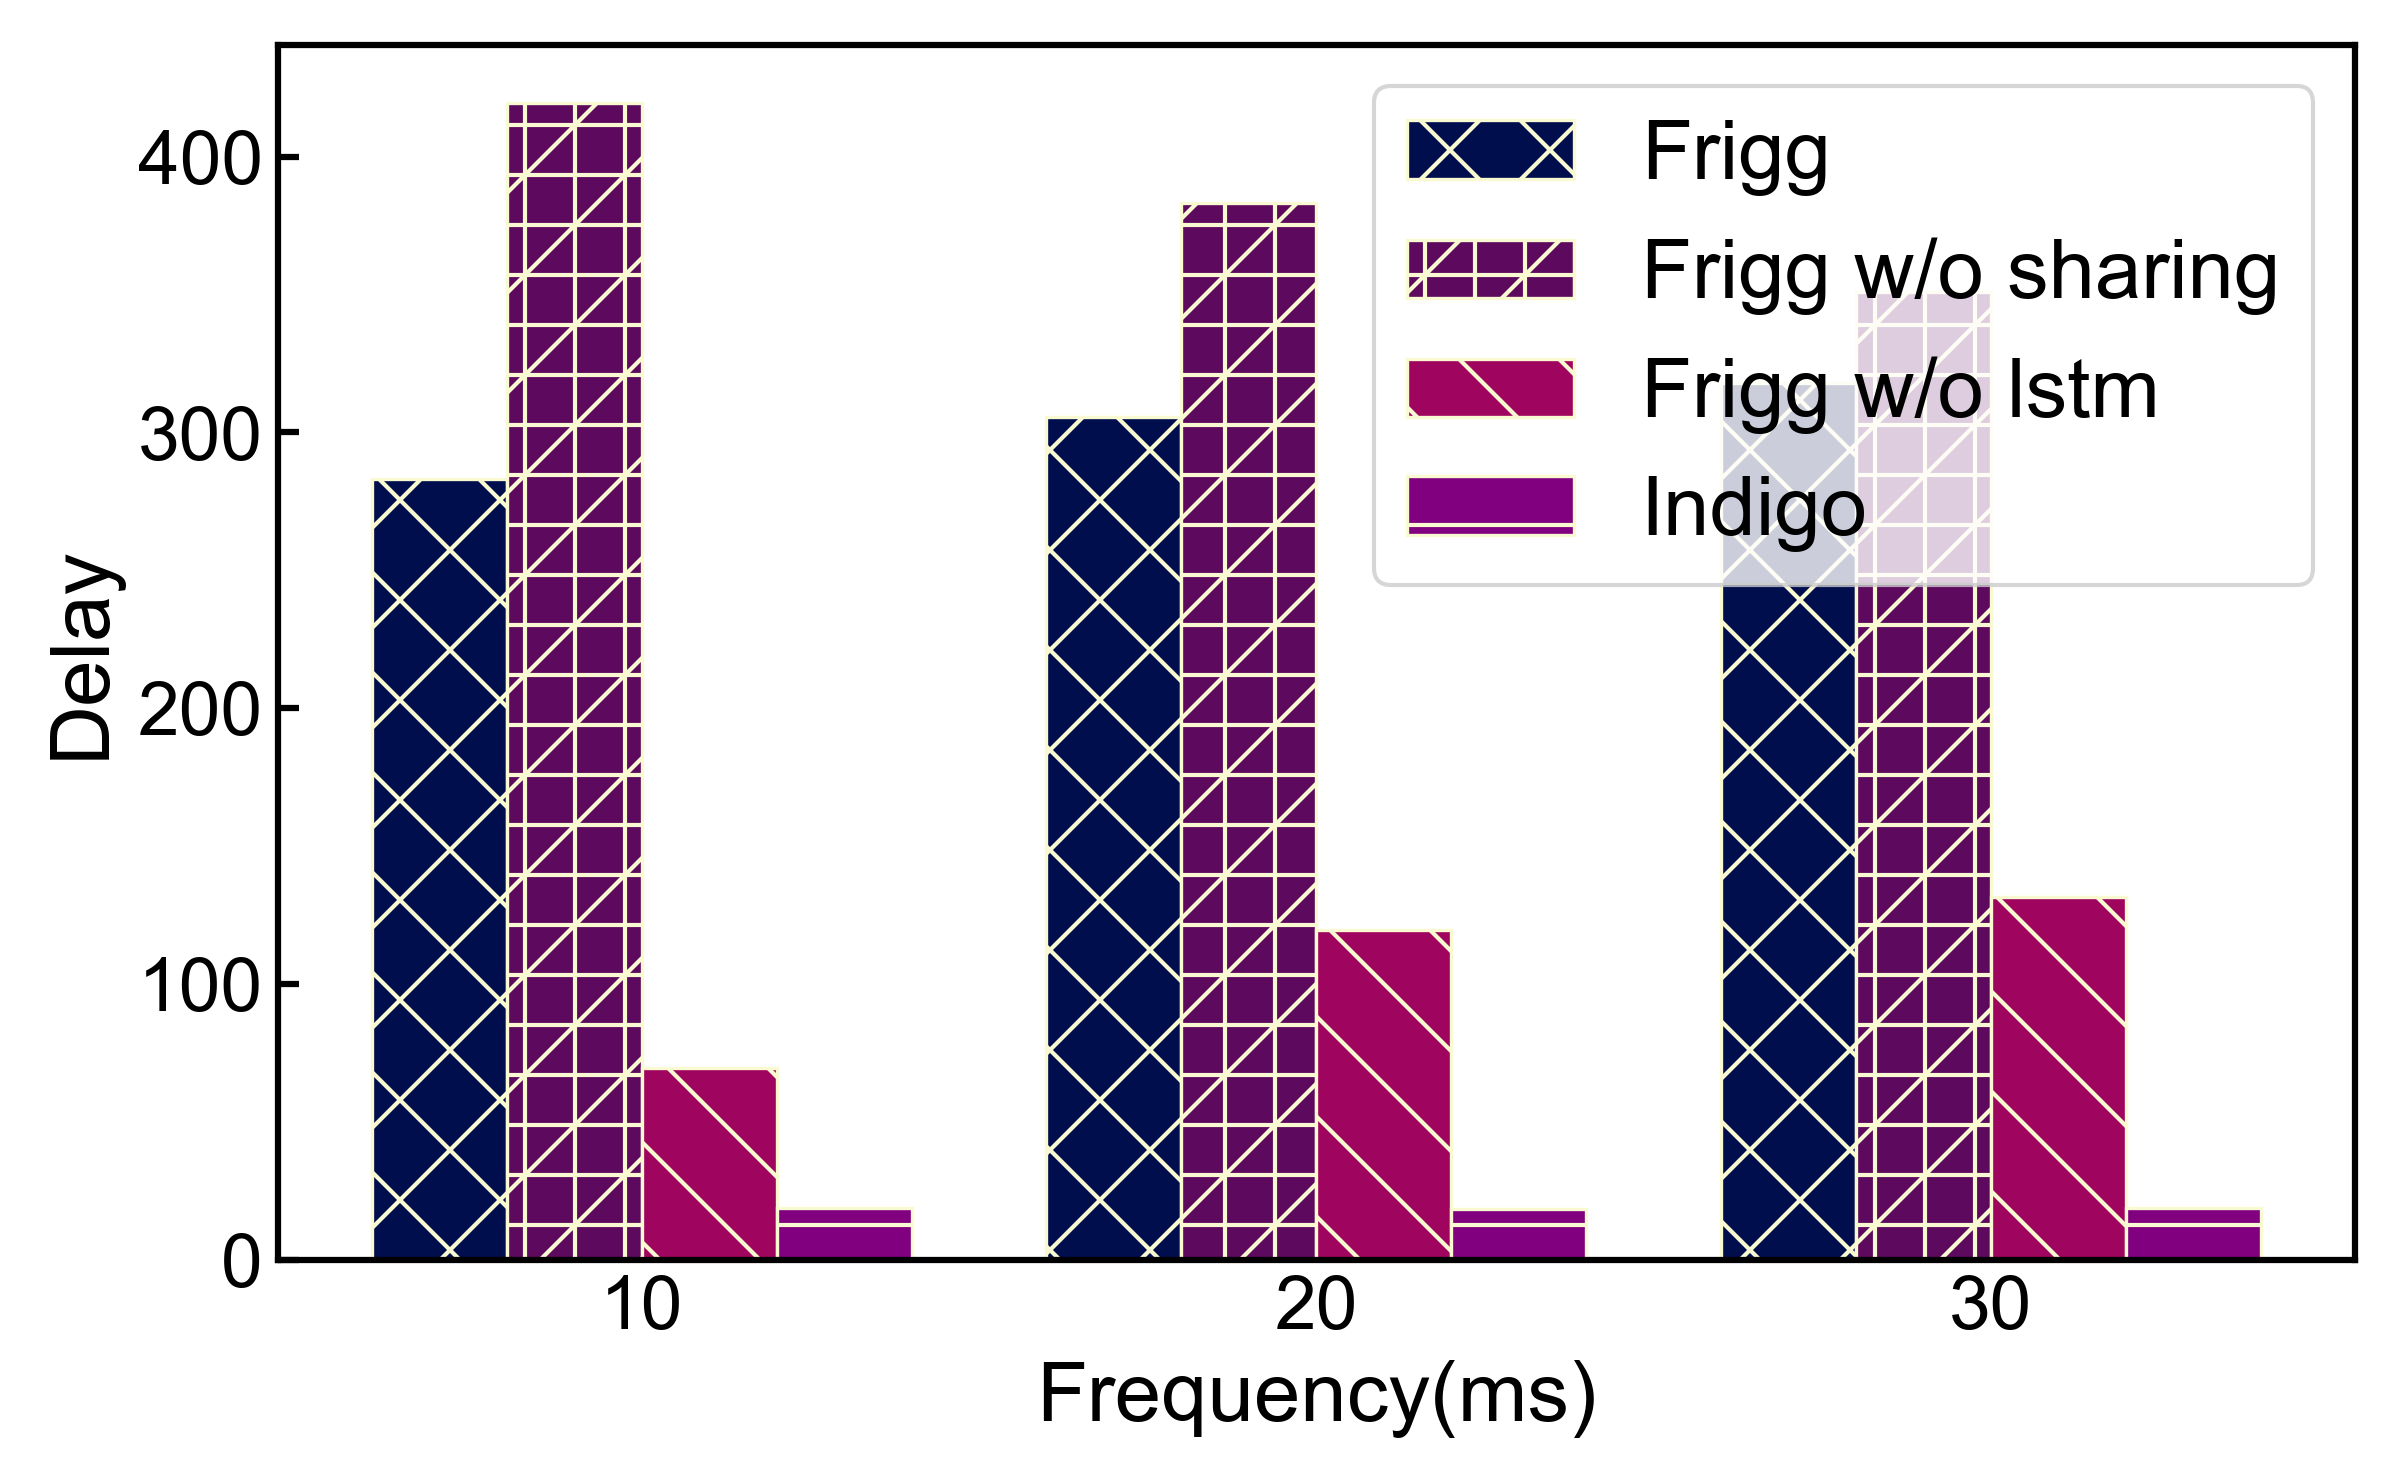 Frigg
Frigg w/o sharing
Frigg w/o lstm
Indigo
400
300
200
100
0
Delay
10
20
30
Frequency(ms)